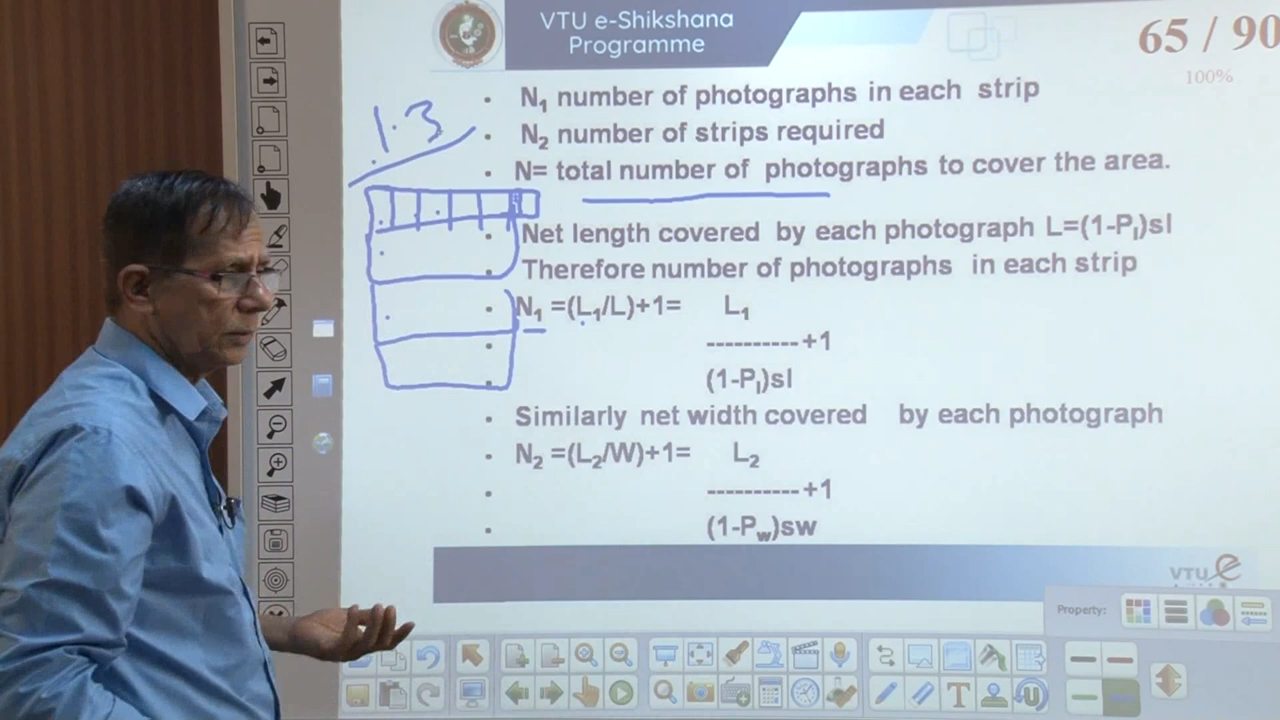 VTU e-Shikshana
Programme
65 / 90
100%
1.3
· N₁ number of photographs in each strip
· N₂ number of strips required
· N= total number of photographs to cover the area.
· Net length covered by each photograph L=(1-Pₗ)sl
· Therefore number of photographs in each strip
· N₁ =(L₁/L)+1= L₁
· ----------+1
· (1-Pₗ)sl
· Similarly net width covered by each photograph
· N₂ =(L₂/W)+1= L₂
· ----------+1
· (1-Pw)sw
VTU e
Property: